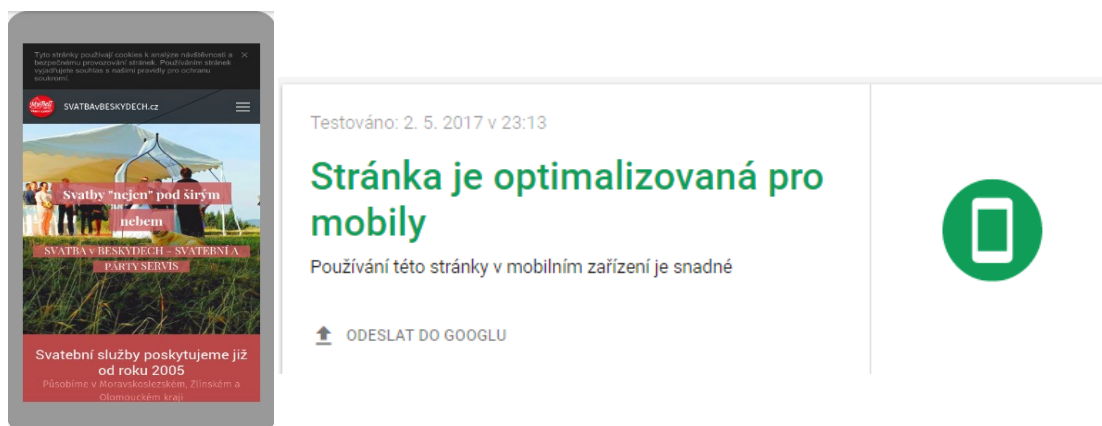 Tyto stránky používají cookies k analýze návštěvnosti a
bezpečnému provozování stránek. Používáním stránek
vyjadřujete souhlas s našimi pravidly pro ochranu
soukromí.
SVATBAvBESKYDECH.cz
Svatby "nejen" pod širým
nebem
SVATBA v BESKYDECH - SVATEBNÍ A
PÁRTY SERVIS
Svatební služby poskytujeme již
od roku 2005
Působíme v Moravskoslezském, Zlínském a
Olomouckém kraji
Testováno: 2. 5. 2017 v 23:13
Stránka je optimalizovaná pro
mobily
Používání této stránky v mobilním zařízení je snadné
ODESLAT DO GOOGLU